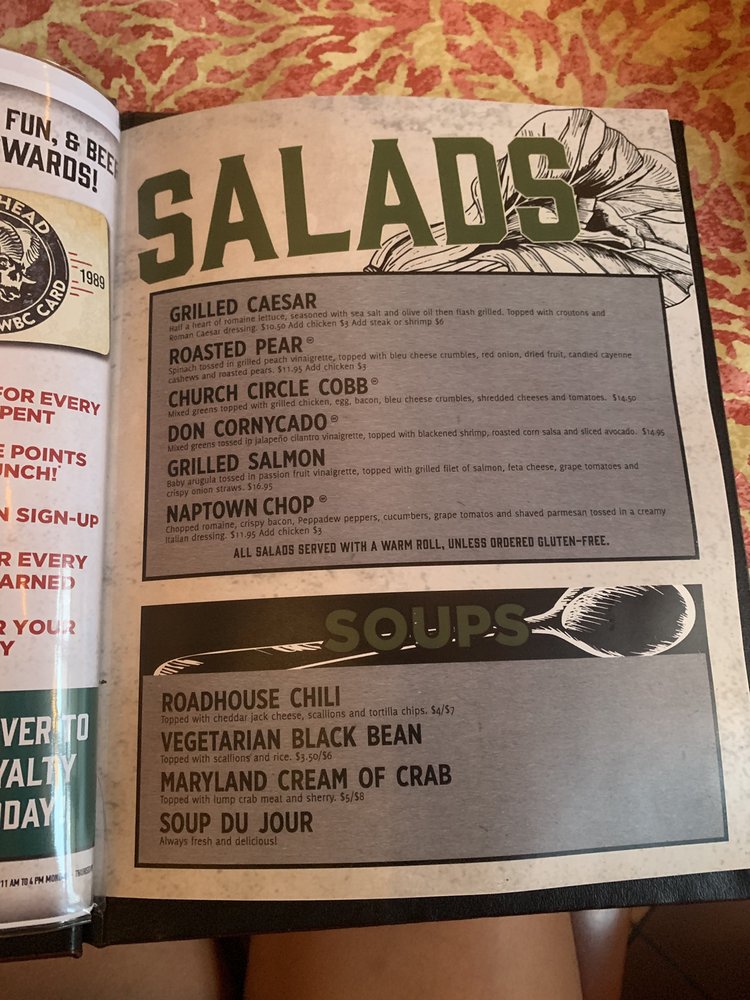 FUN, & BEE
WARDS!
HEAD
1989
WBC CARD
FOR EVERY
PENT
E POINTS
UNCH!*
N SIGN-UP
R EVERY
ARNED
R YOUR
Y
VER TO
YALTY
DAY!
11 AM TO 4 PM MON
SALADS
GRILLED CAESAR
Half a heart of romaine lettuce, seasoned with sea salt and olive oil then flash grilled. Topped with croutons and
Roman Caesar dressing. $10.50 Add chicken $3 Add steak or shrimp $6
ROASTED PEAR
Spinach tossed in grilled peach vinaigrette, topped with bleu cheese crumbles, red onion, dried fruit, candied cayenne
cashews and roasted pears. $11.95 Add chicken $3
CHURCH CIRCLE COBB
Mixed greens topped with grilled chicken, egg, bacon, bleu cheese crumbles, shredded cheeses and tomatoes. $14.50
DON CORNYCADO
Mixed greens tossed in jalapeño cilantro vinaigrette, topped with blackened shrimp, roasted corn salsa and sliced avocado. $14.95
GRILLED SALMON
Baby arugula tossed in passion fruit vinaigrette, topped with grilled filet of salmon, feta cheese, grape tomatoes and
crispy onion straws. $16.95
NAPTOWN CHOP
Chopped romaine, crispy bacon, Peppadew peppers, cucumbers, grape tomatos and shaved parmesan tossed in a creamy
Italian dressing. $11.95 Add chicken $3
ALL SALADS SERVED WITH A WARM ROLL, UNLESS ORDERED GLUTEN-FREE.
SOUPS
ROADHOUSE CHILI
Topped with cheddar jack cheese, scallions and tortilla chips. $4/$7
VEGETARIAN BLACK BEAN
Topped with scallions and rice. $3.50/$6
MARYLAND CREAM OF CRAB
Topped with lump crab meat and sherry. $5/$8
SOUP DU JOUR
Always fresh and delicious!